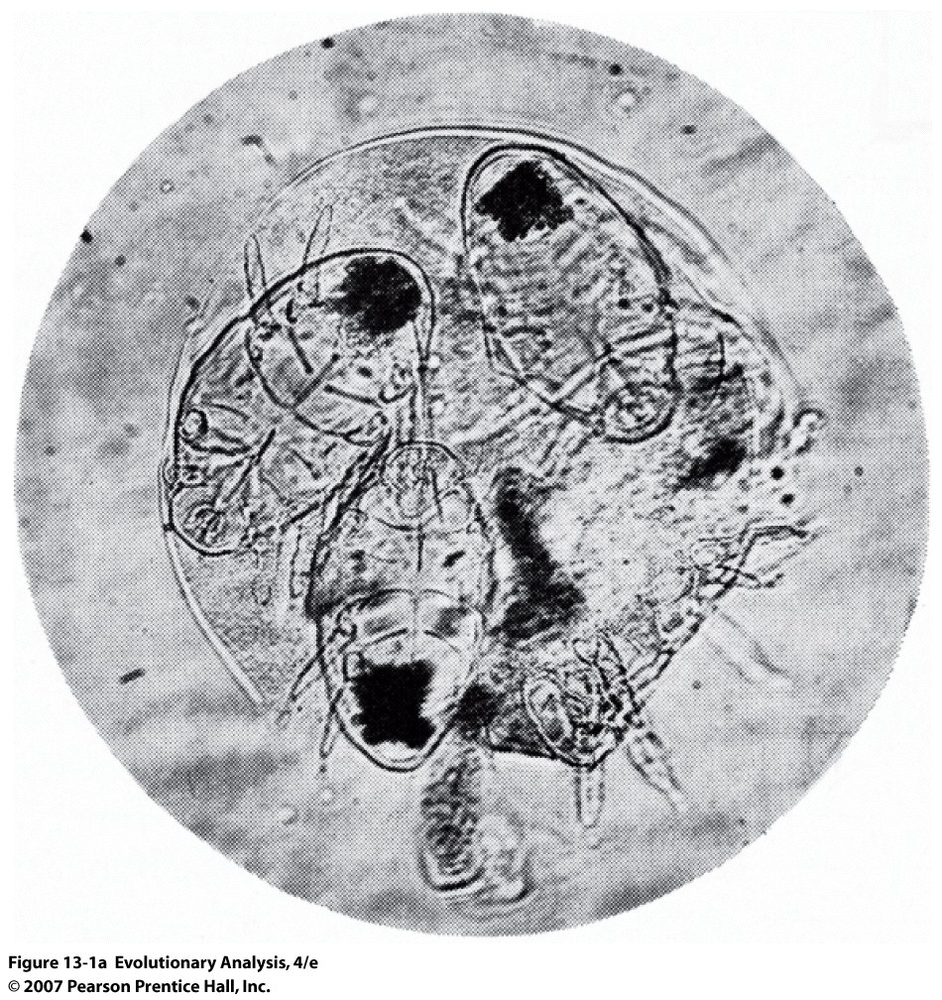 Figure 13-1a Evolutionary Analysis, 4/e
© 2007 Pearson Prentice Hall, Inc.